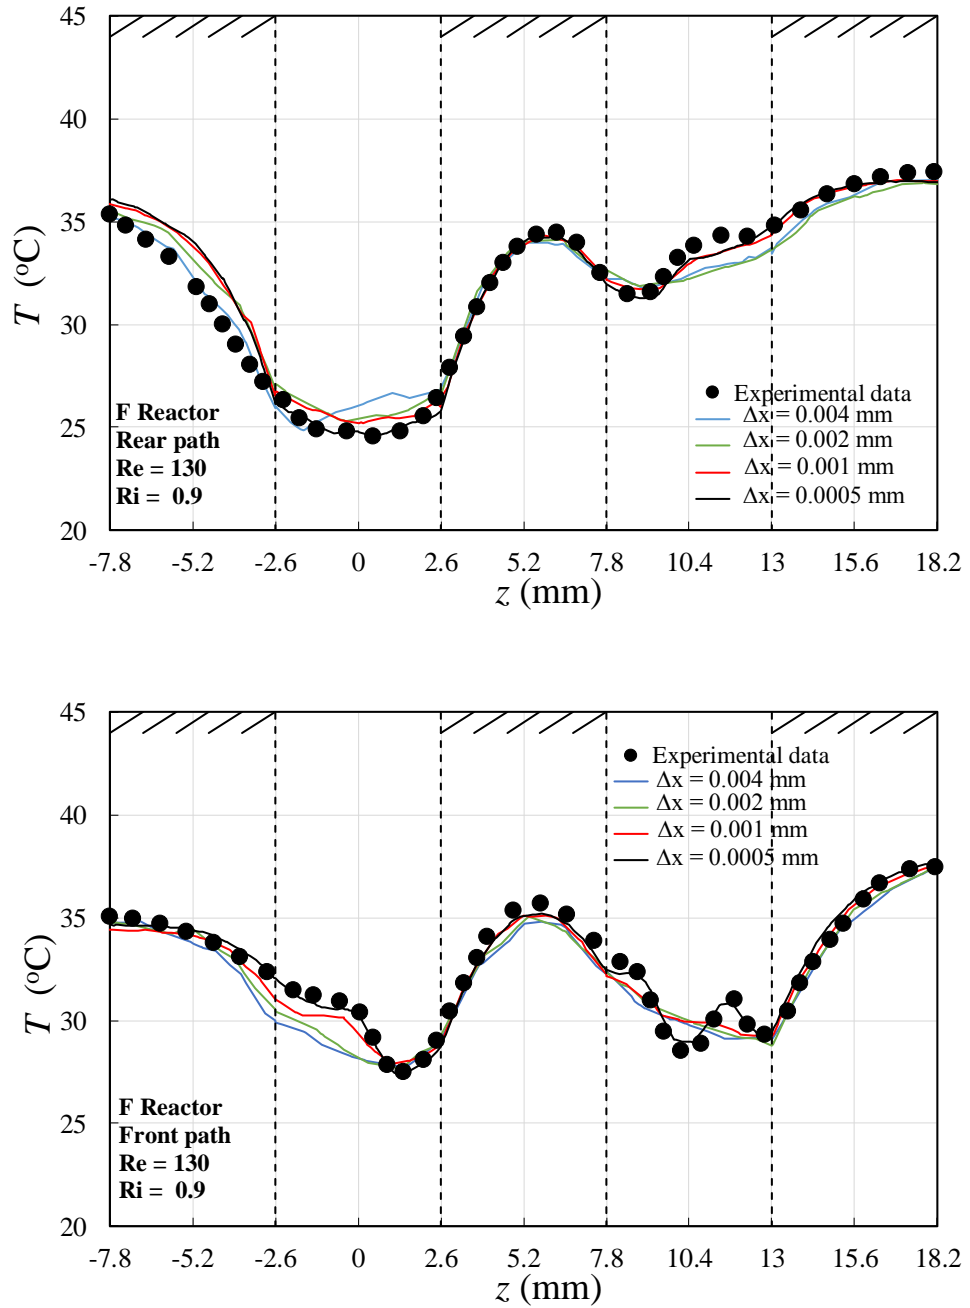 45
40
35
30
25
20
T (°C)
Experimental data
Δx = 0.004 mm
Δx = 0.002 mm
Δx = 0.001 mm
Δx = 0.0005 mm
F Reactor
Rear path
Re = 130
Ri = 0.9
-7.8 -5.2 -2.6 0 2.6 5.2 7.8 10.4 13 15.6 18.2
z (mm)
45
40
35
30
25
20
T (°C)
Experimental data
Δx = 0.004 mm
Δx = 0.002 mm
Δx = 0.001 mm
Δx = 0.0005 mm
F Reactor
Front path
Re = 130
Ri = 0.9
-7.8 -5.2 -2.6 0 2.6 5.2 7.8 10.4 13 15.6 18.2
z (mm)